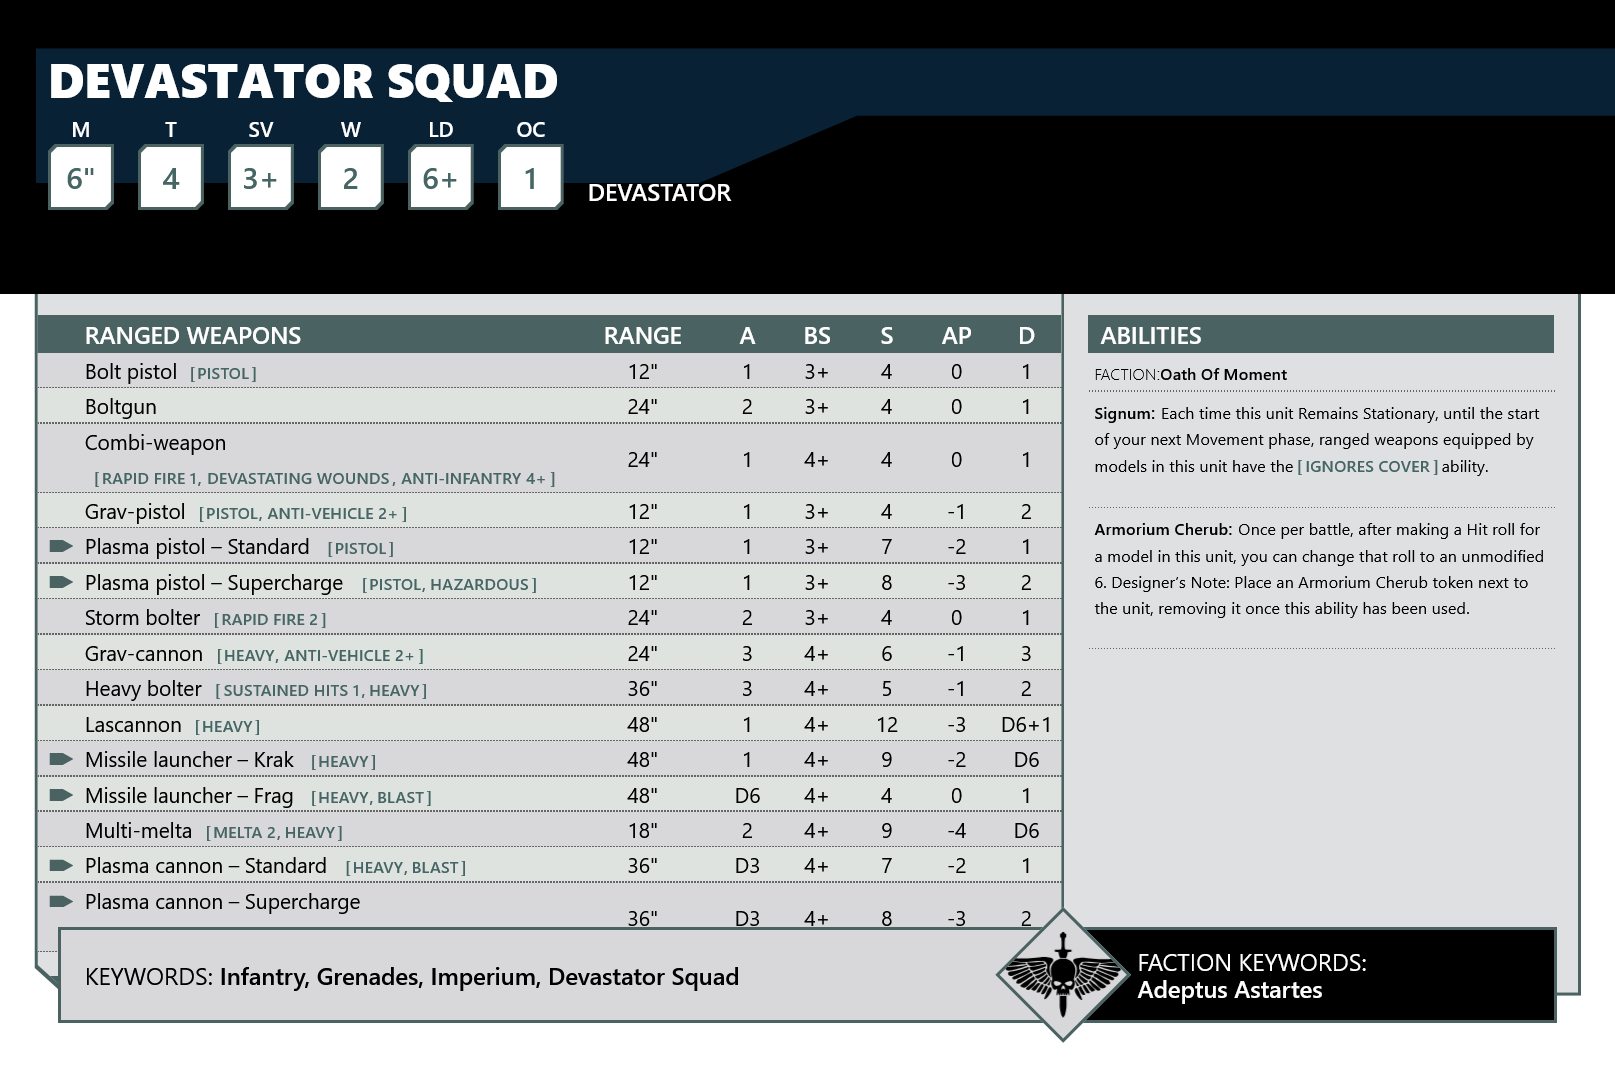 DEVASTATOR SQUAD
M T SV W LD OC
6" 4 3+ 2 6+ 1 DEVASTATOR
RANGED WEAPONS RANGE A BS S AP D
Bolt pistol [PISTOL] 12" 1 3+ 4 0 1
Boltgun 24" 2 3+ 4 0 1
Combi-weapon
[RAPID FIRE 1, DEVASTATING WOUNDS, ANTI-INFANTRY 4+] 24" 1 4+ 4 0 1
Grav-pistol [PISTOL, ANTI-VEHICLE 2+] 12" 1 3+ 4 -1 2
Plasma pistol – Standard [PISTOL] 12" 1 3+ 7 -2 1
Plasma pistol – Supercharge [PISTOL, HAZARDOUS] 12" 1 3+ 8 -3 2
Storm bolter [RAPID FIRE 2] 24" 2 3+ 4 0 1
Grav-cannon [HEAVY, ANTI-VEHICLE 2+] 24" 3 4+ 6 -1 3
Heavy bolter [SUSTAINED HITS 1, HEAVY] 36" 3 4+ 5 -1 2
Lascannon [HEAVY] 48" 1 4+ 12 -3 D6+1
Missile launcher – Krak [HEAVY] 48" 1 4+ 9 -2 D6
Missile launcher – Frag [HEAVY, BLAST] 48" D6 4+ 4 0 1
Multi-melta [MELTA 2, HEAVY] 18" 2 4+ 9 -4 D6
Plasma cannon – Standard [HEAVY, BLAST] 36" D3 4+ 7 -2 1
Plasma cannon – Supercharge
36" D3 4+ 8 -3 2
ABILITIES
FACTION:Oath Of Moment
Signum: Each time this unit Remains Stationary, until the start
of your next Movement phase, ranged weapons equipped by
models in this unit have the [IGNORES COVER] ability.
Armorium Cherub: Once per battle, after making a Hit roll for
a model in this unit, you can change that roll to an unmodified
6. Designer’s Note: Place an Armorium Cherub token next to
the unit, removing it once this ability has been used.
KEYWORDS: Infantry, Grenades, Imperium, Devastator Squad
FACTION KEYWORDS:
Adeptus Astartes